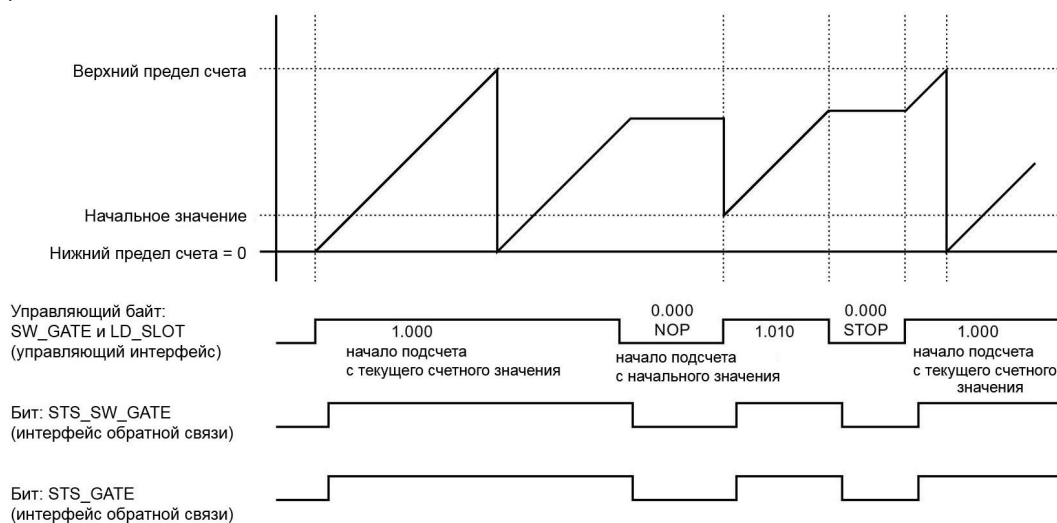 Верхний предел счета
Начальное значение
Нижний предел счета = 0
Управляющий байт:
SW_GATE и LD_SLOT
(управляющий интерфейс)
1.000
начало подсчета
с текущего счетного значения
0.000
NOP
начало подсчета
с начального значения
1.010
0.000
STOP
1.000
начало подсчета
с текущего счетного
значения
Бит: STS_SW_GATE
(интерфейс обратной связи)
Бит: STS_GATE
(интерфейс обратной связи)